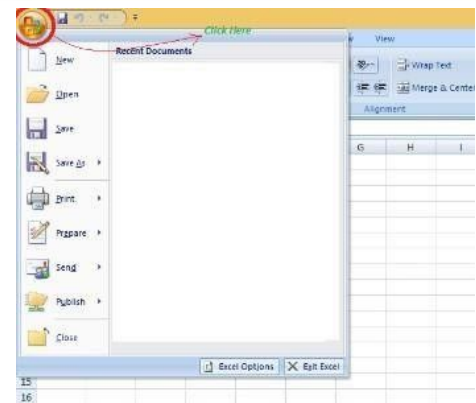 Click Here
View
Recent Documents
New
Open
Save
Save As
Print
Prepare
Send
Publish
Close
Wrap Text
Merge & Center
Alignment
G H I
Excel Options Exit Excel
15
16